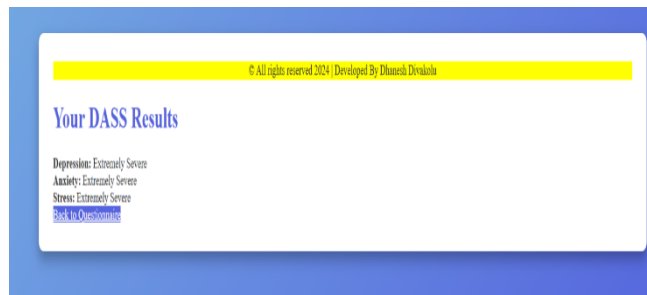 © All rights reserved 2024 | Developed By Dhanesh Divakolu
Your DASS Results
Depression: Extremely Severe
Anxiety: Extremely Severe
Stress: Extremely Severe
Back to Questionnaire